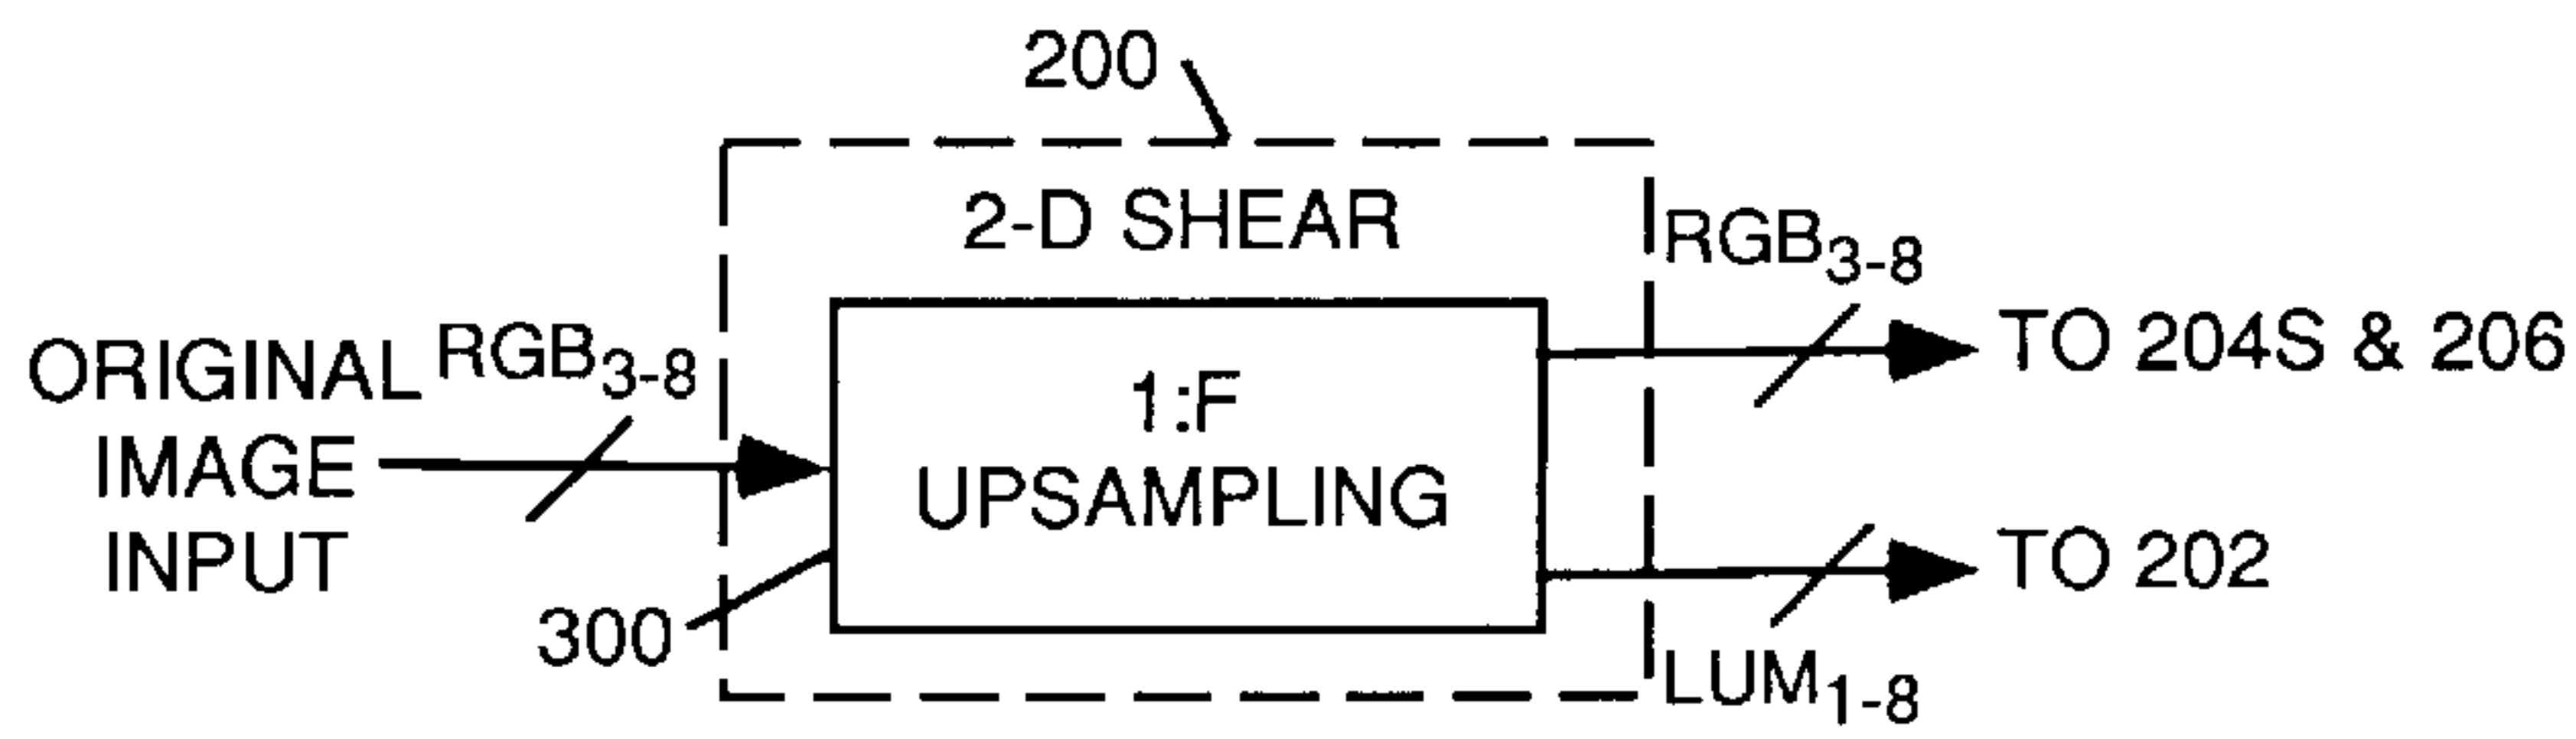 200
2-D SHEAR
ORIGINAL
IMAGE
INPUT
RGB3-8
300
1:F
UPSAMPLING
RGB3-8
TO 204S & 206
TO 202
LUM1-8